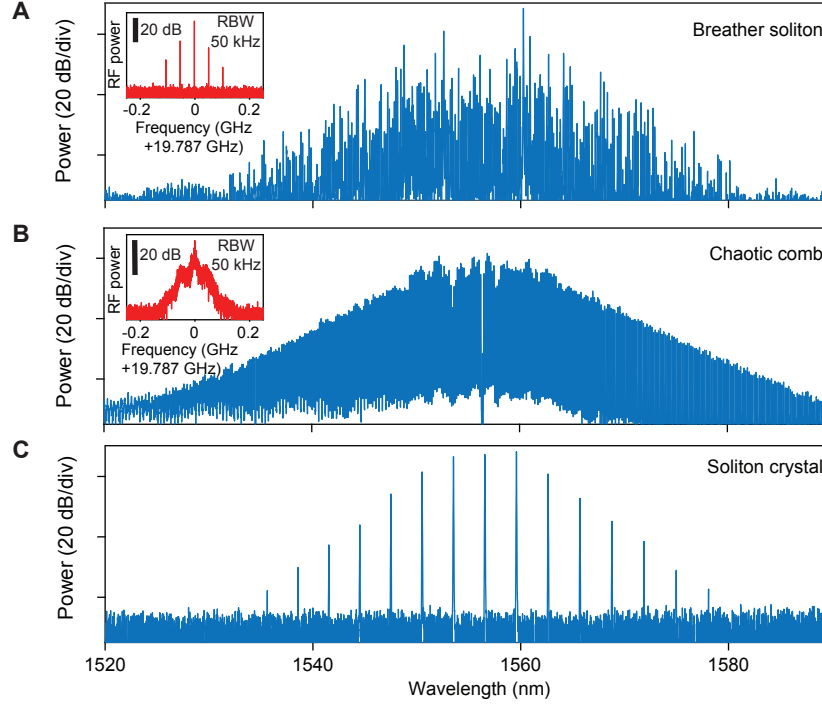 A
Breather soliton
Power (20 dB/div)
RF power
20 dB
RBW
50 kHz
-0.2
0
0.2
Frequency (GHz
+19.787 GHz)
B
Chaotic comb
Power (20 dB/div)
RF power
20 dB
RBW
50 kHz
-0.2
0
0.2
Frequency (GHz
+19.787 GHz)
C
Soliton crystal
Power (20 dB/div)
1520
1540
1560
1580
Wavelength (nm)